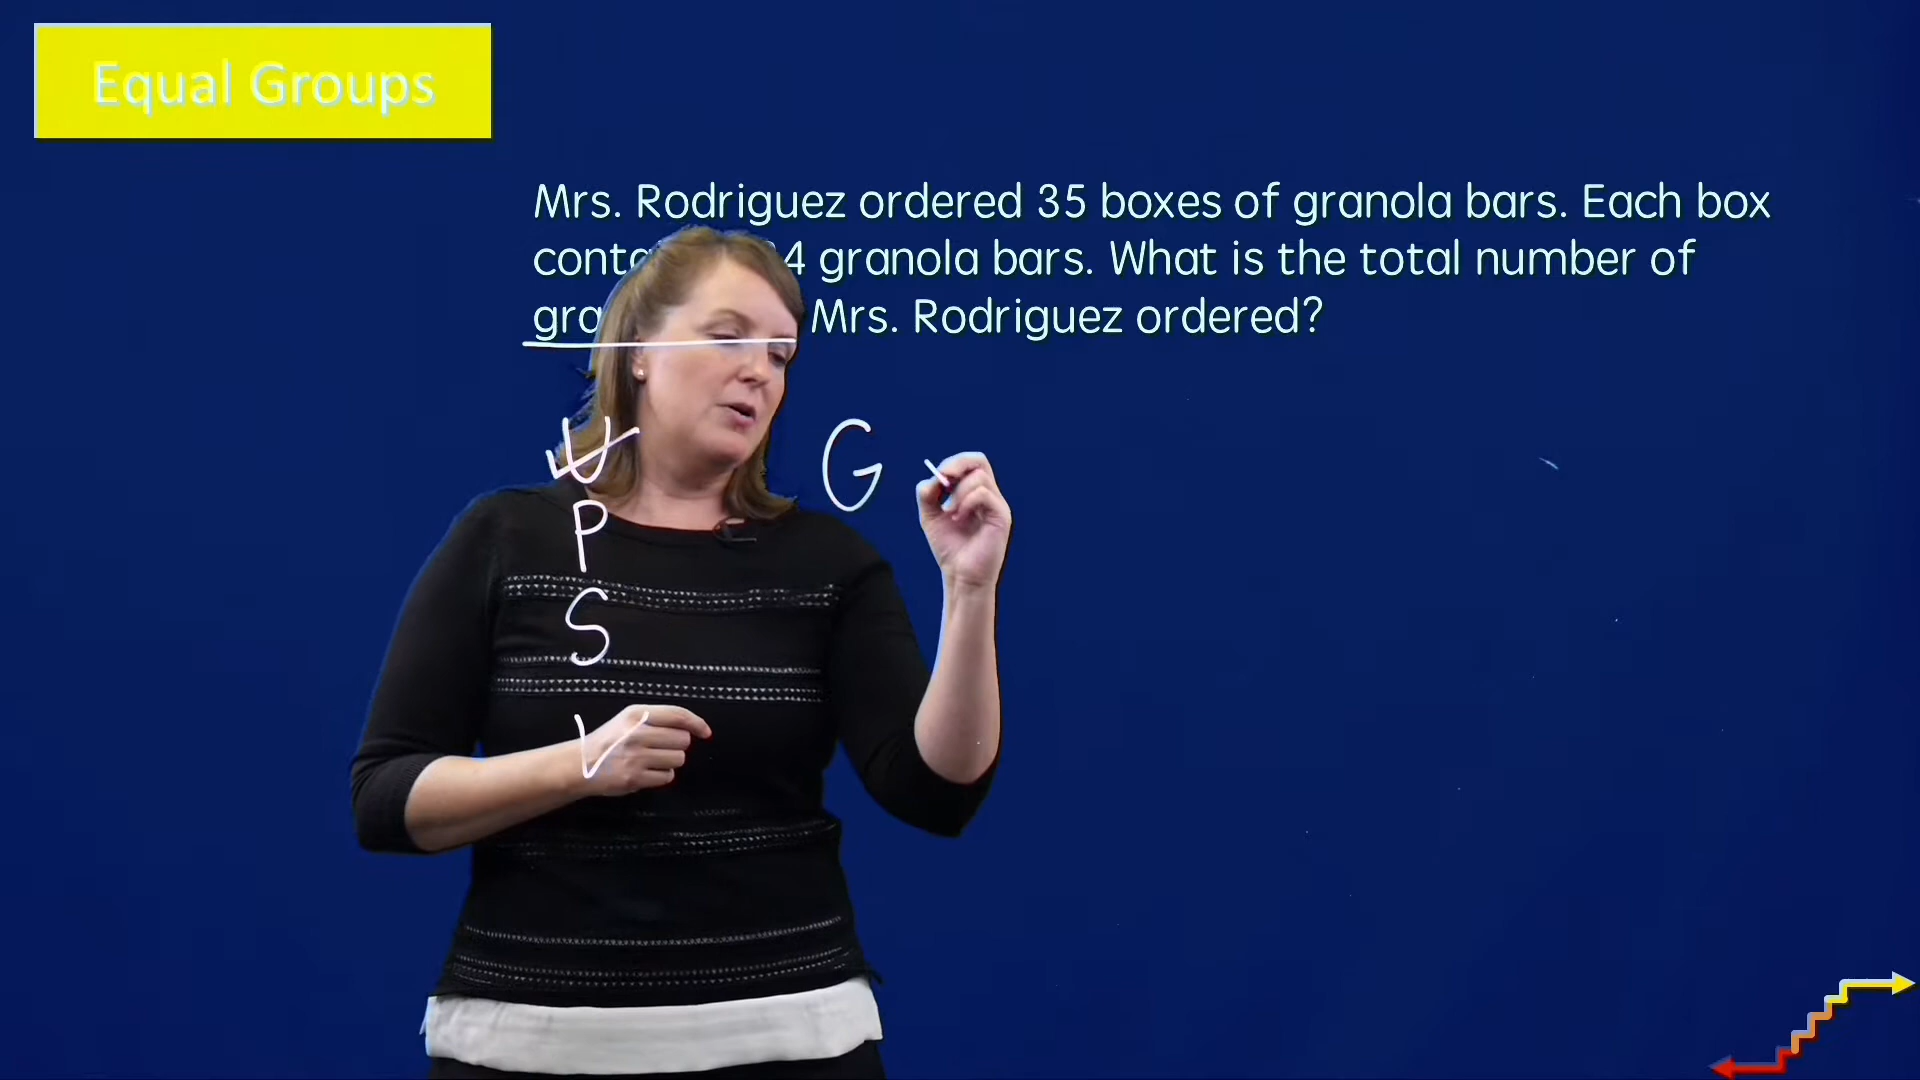 Equal Groups
Mrs. Rodriguez ordered 35 boxes of granola bars. Each box
4 granola bars. What is the total number of
Mrs. Rodriguez ordered?
U
G
P
S
V